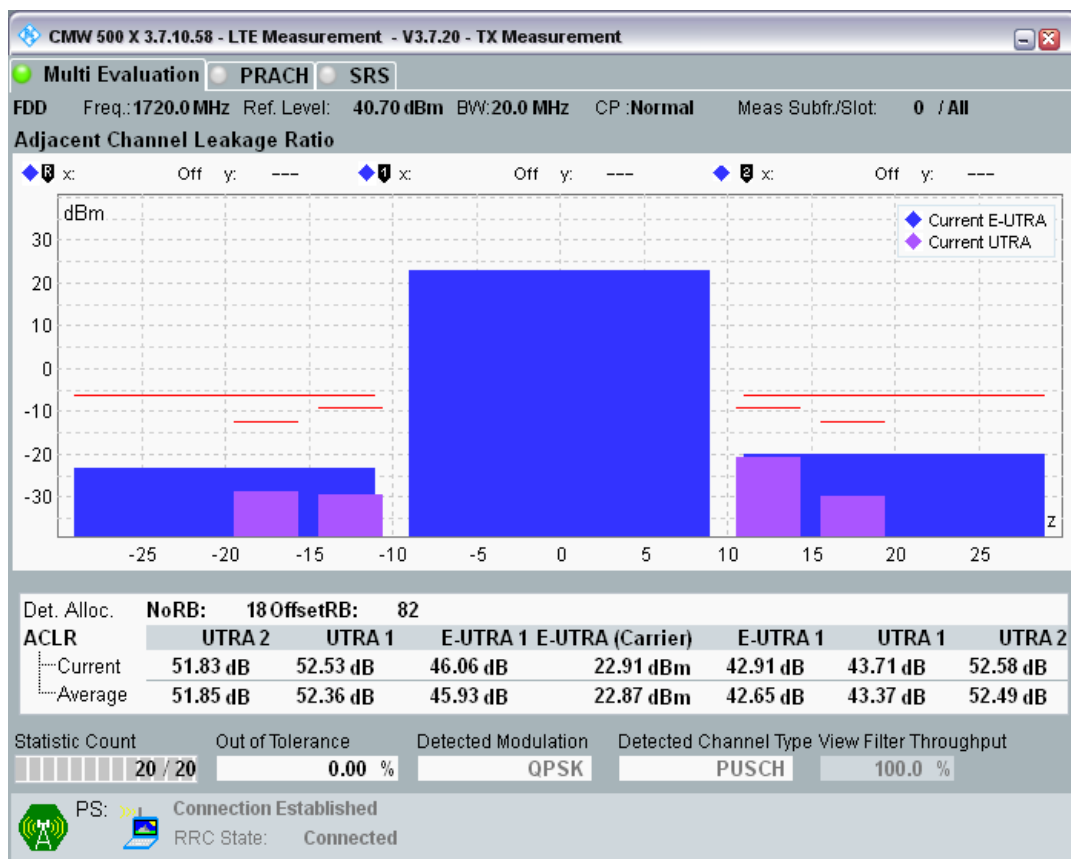 CMW 500 X 3.7.10.58 - LTE Measurement - V3.7.20 - TX Measurement
Multi Evaluation PRACH SRS
FDD Freq.: 1720.0 MHz Ref. Level: 40.70 dBm BW: 20.0 MHz CP : Normal Meas Subfr./Slot: 0 / All
Adjacent Channel Leakage Ratio
R x: Off y: --- 1 x: Off y: --- 2 x: Off y: ---
dBm
Current E-UTRA
Current UTRA
30
20
10
0
-10
-20
-30
z
-25 -20 -15 -10 -5 0 5 10 15 20 25
Det. Alloc. NoRB: 18 OffsetRB: 82
ACLR UTRA 2 UTRA 1 E-UTRA 1 E-UTRA (Carrier) E-UTRA 1 UTRA 1 UTRA 2
Current 51.83 dB 52.53 dB 46.06 dB 22.91 dBm 42.91 dB 43.71 dB 52.58 dB
Average 51.85 dB 52.36 dB 45.93 dB 22.87 dBm 42.65 dB 43.37 dB 52.49 dB
Statistic Count Out of Tolerance Detected Modulation Detected Channel Type View Filter Throughput
20 / 20 0.00 % QPSK PUSCH 100.0 %
PS: Connection Established
RRC State: Connected